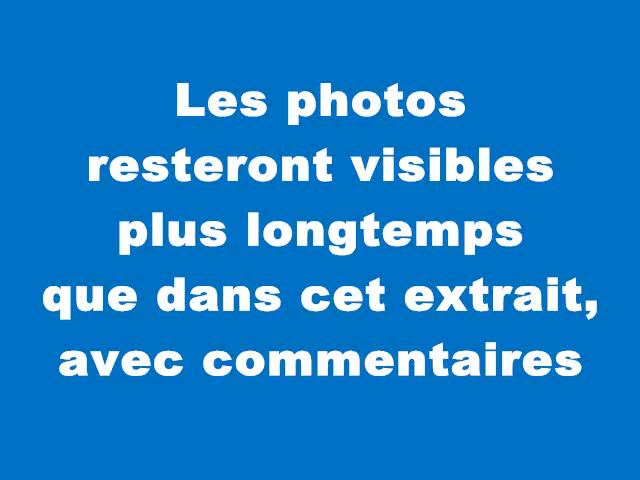 Les photos
resteront visibles
plus longtemps
que dans cet extrait,
avec commentaires